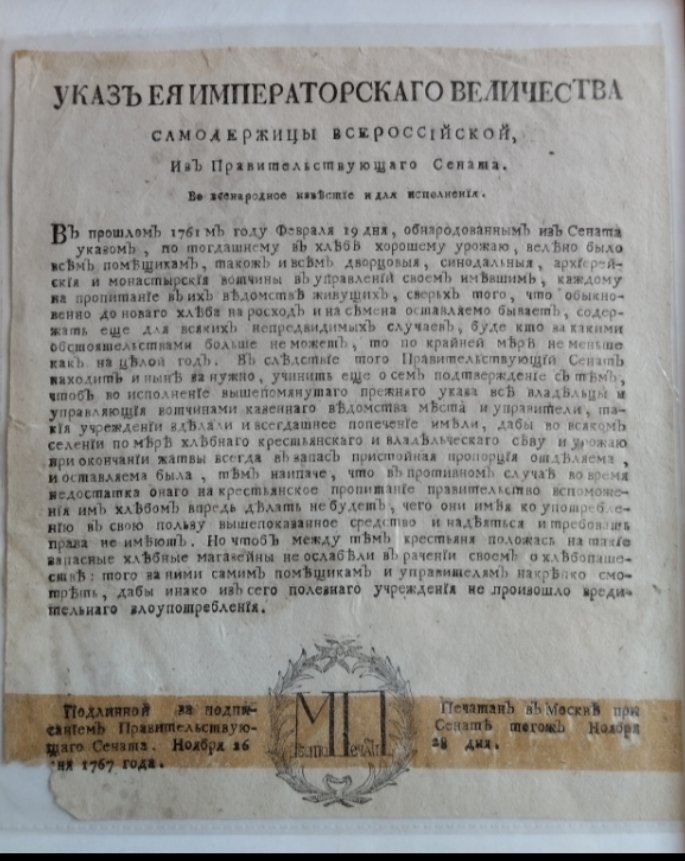 УКАЗЪ ЕЯ ИМПЕРАТОРСКАГО ВЕЛИЧЕСТВА
САМОДЕРЖИЦЫ ВСЕРОССІЙСКОЙ,
Изъ Правительствующаго Сената.
Во всенародное извѣстіе и для исполненія.
Въ прошломъ 1761мъ году Февраля 19 дня, обнародованнымъ изъ Сената
указомъ, по тогдашнему въ хлѣбѣ хорошему урожаю, велѣно было
всѣмъ помѣщикамъ, такожъ и всѣмъ дворцовыя, синодальныя, архіерей-
скія и монастырскія вотчины въ управленіи своемъ имѣвшимъ, каждому
на пропитаніе въ ихъ вѣдомствѣ живущихъ, сверьхъ того, что обыкно-
венно до новаго хлѣба на росходъ и на сѣмена оставляемо бываетъ, содер-
жать еще для всякихъ непредвидимыхъ случаевъ, буде кто за какими
обстоятельствами больше не можетъ, то по крайней мѣрѣ не меньше
какъ на цѣлой годъ. Въ слѣдствіе того Правительствующій Сенатъ
находитъ и нынѣ за нужно, учинить еще о семъ подтвержденіе съ тѣмъ,
чтобъ во исполненіе вышепомянутаго прежняго указа всѣ владѣльцы и
управляющія вотчинами казеннаго вѣдомства мѣста и управители, та-
кія учрежденіи здѣлали и всегдашнее попеченіе имѣли, дабы во всякомъ
селеніи по мѣрѣ хлѣбнаго крестьянскаго и владѣльческаго сѣву и урожаю
при окончаніи жатвы всегда въ запасъ пристойная пропорція отдѣляема,
и оставляема была, тѣмъ наипаче, что въ противномъ случаѣ во время
недостатка онаго на крестьянское пропитаніе правительство вспоможе-
нія имъ хлѣбомъ впредь дѣлать не будетъ, чего они имѣя ко употребле-
нію въ свою пользу вышепоказанное средство и надѣяться и требовать
права не имѣютъ. Но чтобъ между тѣмъ крестьяня положась на такіе
запасные хлѣбные магазейны не ослабѣли въ раченіи своемъ о хлѣбопаше-
ствѣ: того за ними самимъ помѣщикамъ и управителямъ накрѣпко смо-
трѣть, дабы инако изъ сего полезнаго учрежденія не произошло вреди-
тельнаго злоупотребленія.
Подлинной за подпи-
саніемъ Правительствую-
щаго Сената. Ноября 16
дня 1767 года.
МП
Мѣсто Печати
Печатанъ въ Москвѣ при
Сенатѣ тогожъ Ноября
28 дня.